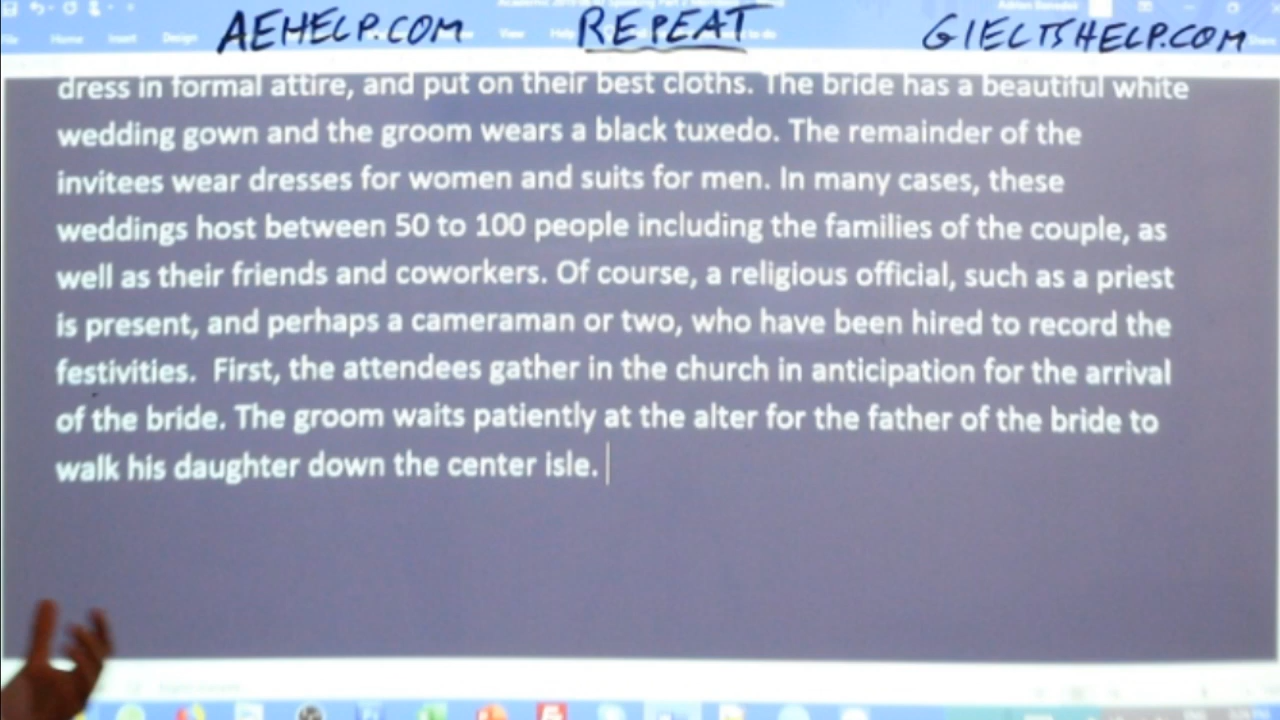 AEHELP.COM REPEAT GIELTSHELP.COM
Home Insert Design View Help
dress in formal attire, and put on their best cloths. The bride has a beautiful white
wedding gown and the groom wears a black tuxedo. The remainder of the
invitees wear dresses for women and suits for men. In many cases, these
weddings host between 50 to 100 people including the families of the couple, as
well as their friends and coworkers. Of course, a religious official, such as a priest
is present, and perhaps a cameraman or two, who have been hired to record the
festivities. First, the attendees gather in the church in anticipation for the arrival
of the bride. The groom waits patiently at the alter for the father of the bride to
walk his daughter down the center isle.